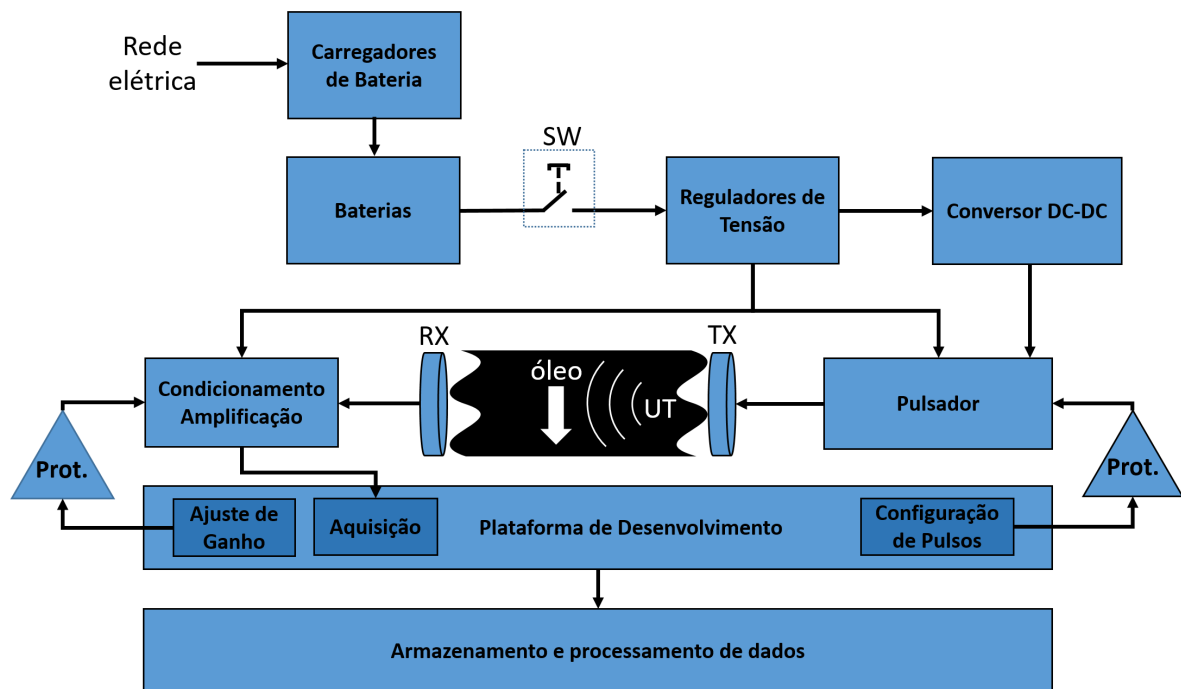 Rede
elétrica
Carregadores
de Bateria
SW
Baterias
Reguladores de
Tensão
Conversor DC-DC
RX
TX
Condicionamento
Amplificação
óleo
UT
Pulsador
Prot.
Prot.
Ajuste de
Ganho
Aquisição
Plataforma de Desenvolvimento
Configuração
de Pulsos
Armazenamento e processamento de dados